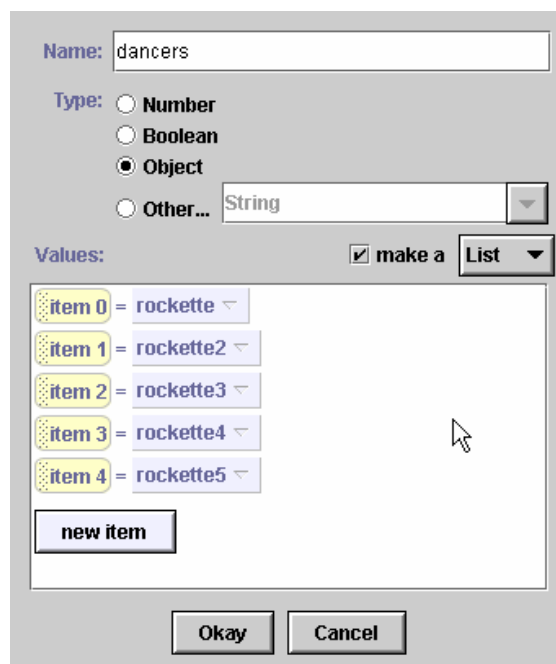 Name: dancers
Type: Number
Boolean
Object
Other... String
Values: make a List
item 0 = rockette
item 1 = rockette2
item 2 = rockette3
item 3 = rockette4
item 4 = rockette5
new item
Okay Cancel